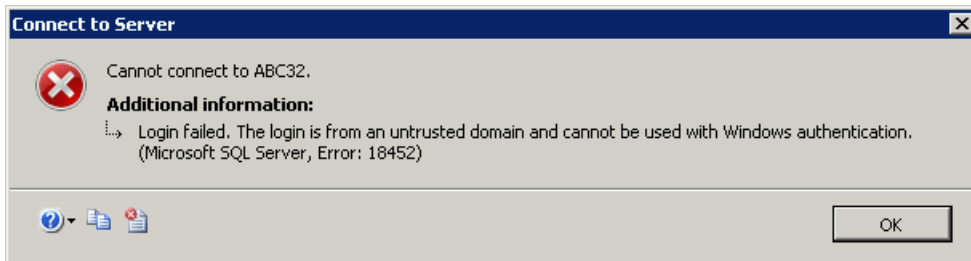 Connect to Server
Cannot connect to ABC32.
Additional information:
Login failed. The login is from an untrusted domain and cannot be used with Windows authentication.
(Microsoft SQL Server, Error: 18452)
OK